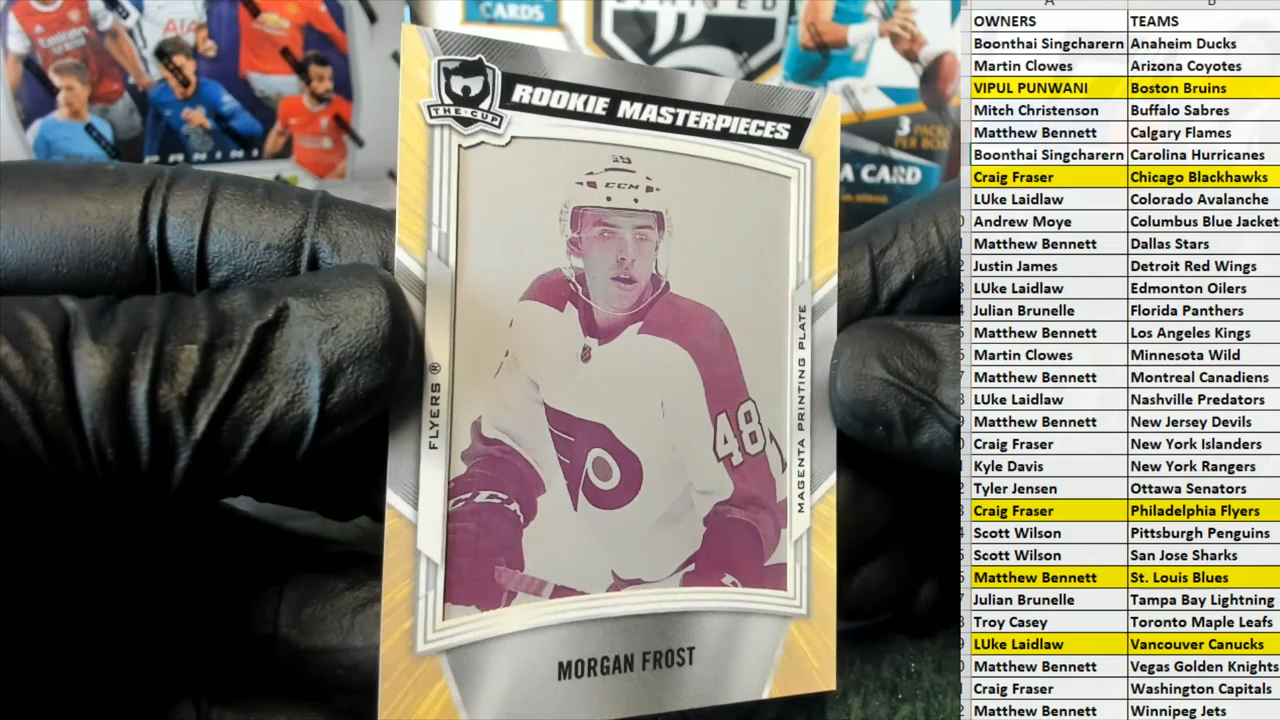 CARDS
3 PACKS
PER BOX
A CARD
THE CUP
ROOKIE MASTERPIECES
CCM
48
FLYERS ®
MAGENTA PRINTING PLATE
MORGAN FROST
PANINI
OWNERS TEAMS
Boonthai Singcharern Anaheim Ducks
Martin Clowes Arizona Coyotes
VIPUL PUNWANI Boston Bruins
Mitch Christenson Buffalo Sabres
Matthew Bennett Calgary Flames
Boonthai Singcharern Carolina Hurricanes
Craig Fraser Chicago Blackhawks
LUke Laidlaw Colorado Avalanche
Andrew Moye Columbus Blue Jacket
Matthew Bennett Dallas Stars
Justin James Detroit Red Wings
LUke Laidlaw Edmonton Oilers
Julian Brunelle Florida Panthers
Matthew Bennett Los Angeles Kings
Martin Clowes Minnesota Wild
Matthew Bennett Montreal Canadiens
LUke Laidlaw Nashville Predators
Matthew Bennett New Jersey Devils
Craig Fraser New York Islanders
Kyle Davis New York Rangers
Tyler Jensen Ottawa Senators
Craig Fraser Philadelphia Flyers
Scott Wilson Pittsburgh Penguins
Scott Wilson San Jose Sharks
Matthew Bennett St. Louis Blues
Julian Brunelle Tampa Bay Lightning
Troy Casey Toronto Maple Leafs
LUke Laidlaw Vancouver Canucks
Matthew Bennett Vegas Golden Knights
Craig Fraser Washington Capitals
Matthew Bennett Winnipeg Jets